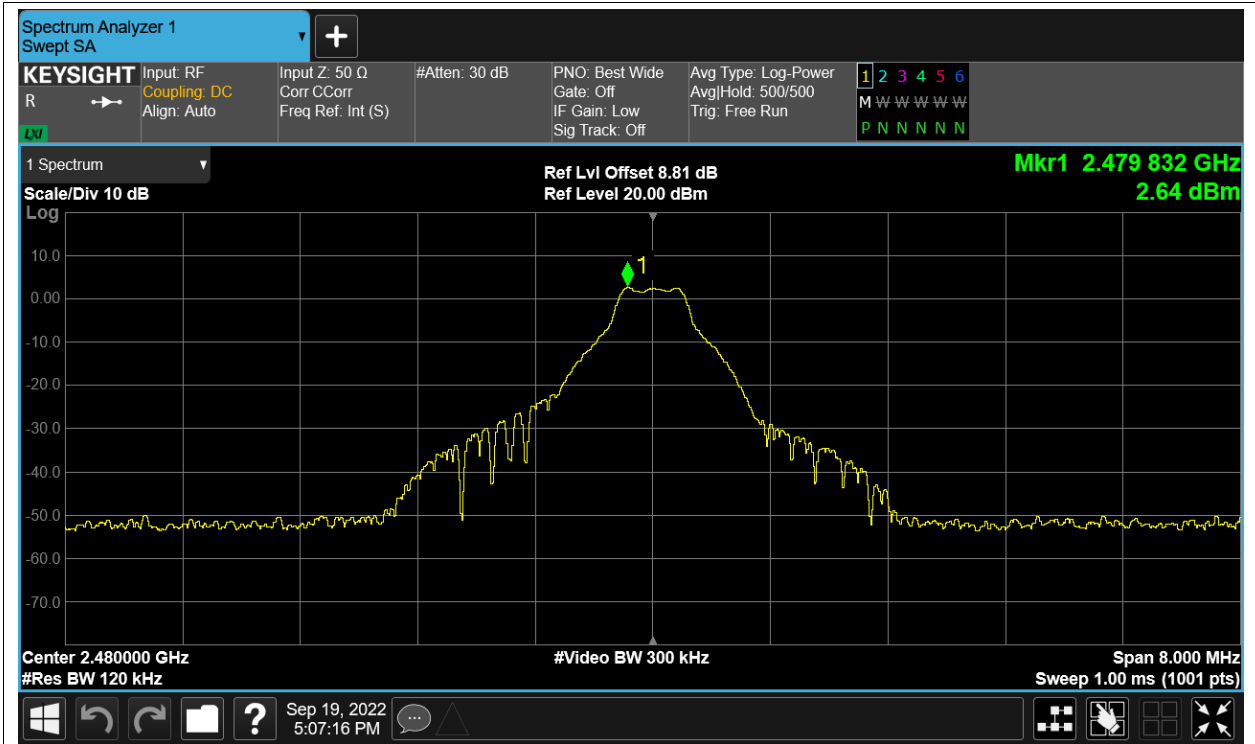 Spectrum Analyzer 1
Swept SA
+
KEYSIGHT
R
LXI
Input: RF
Coupling: DC
Align: Auto
Input Z: 50 Ω
Corr CCorr
Freq Ref: Int (S)
#Atten: 30 dB
PNO: Best Wide
Gate: Off
IF Gain: Low
Sig Track: Off
Avg Type: Log-Power
Avg|Hold: 500/500
Trig: Free Run
1 2 3 4 5 6
M W W W W W
P N N N N N
1 Spectrum
Scale/Div 10 dB
Log
Ref Lvl Offset 8.81 dB
Ref Level 20.00 dBm
Mkr1 2.479 832 GHz
2.64 dBm
10.0
1
0.00
-10.0
-20.0
-30.0
-40.0
-50.0
-60.0
-70.0
Center 2.480000 GHz
#Res BW 120 kHz
#Video BW 300 kHz
Span 8.000 MHz
Sweep 1.00 ms (1001 pts)
?
Sep 19, 2022
5:07:16 PM